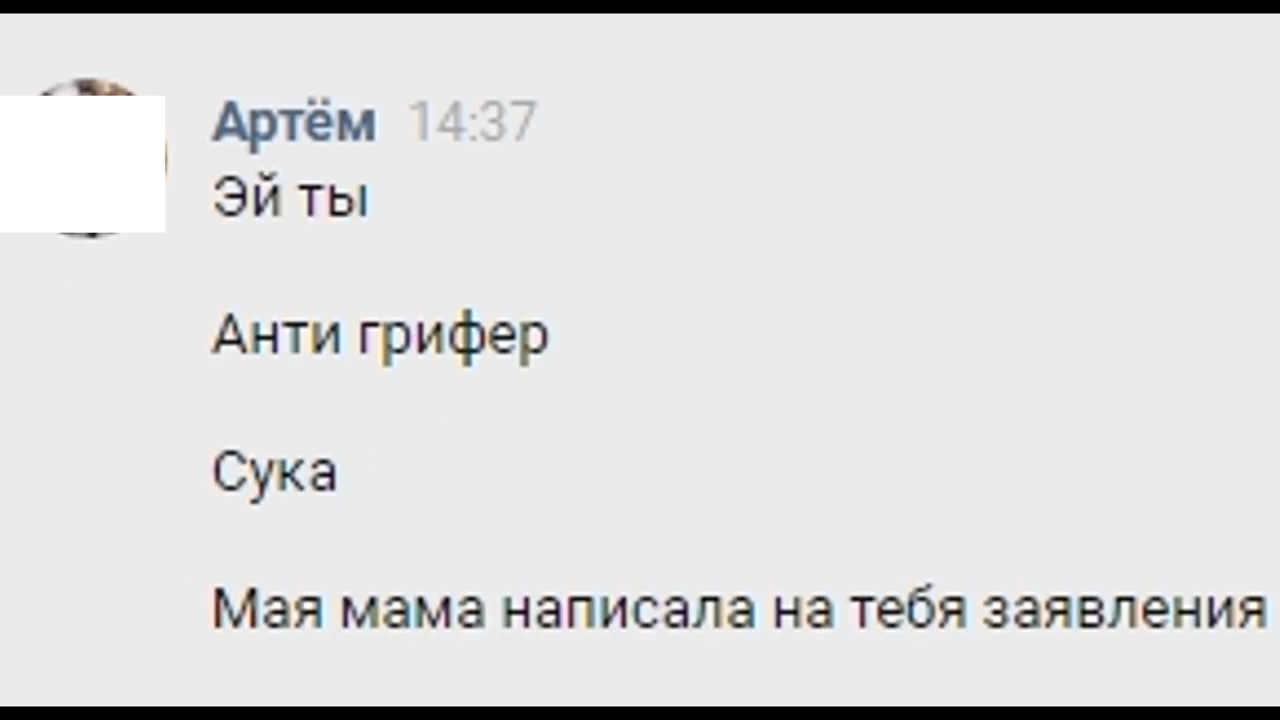 Артём 14:37
Эй ты
Анти грифер
Сука
Мая мама написала на тебя заявления